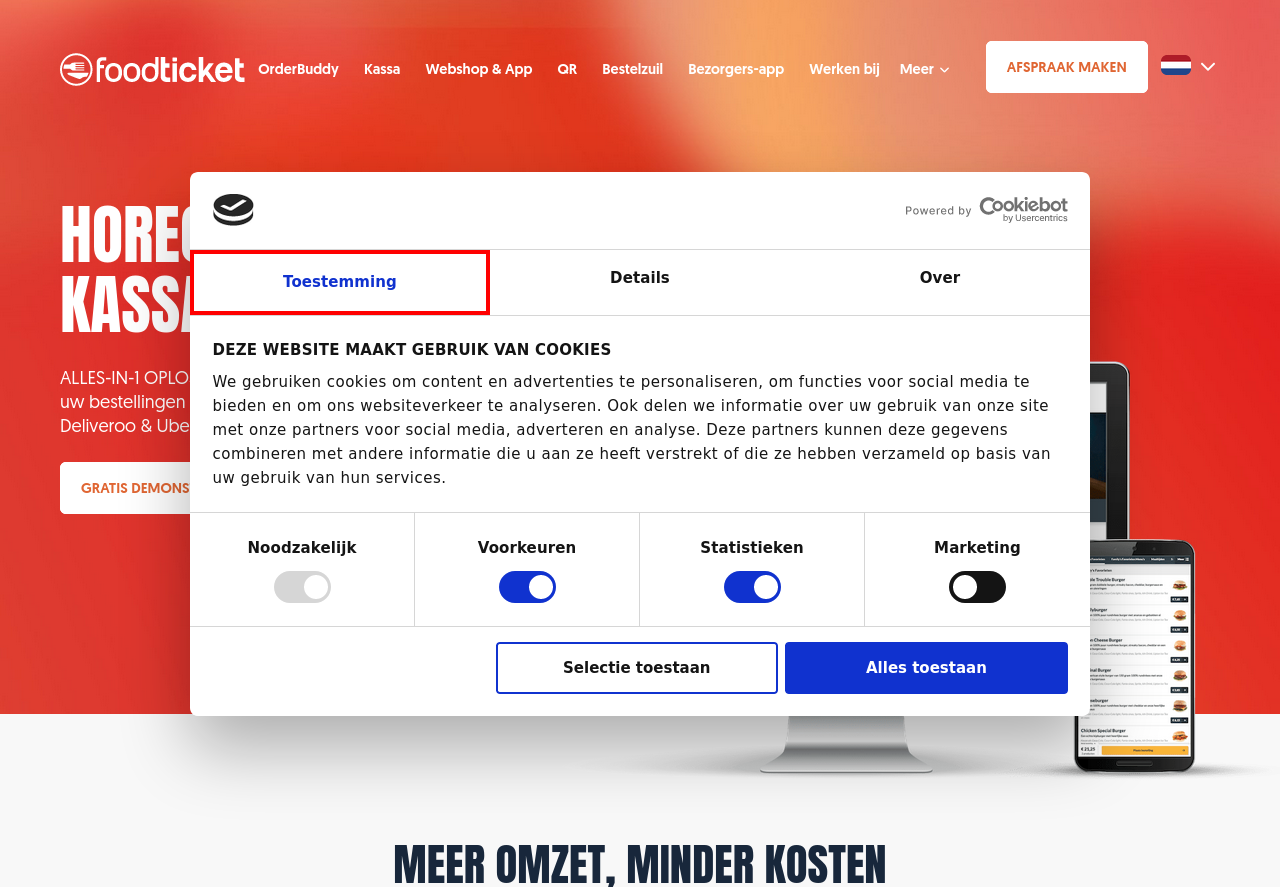 foodticket
OrderBuddy
Kassa
Webshop & App
QR
Bestelzuil
Bezorgers-app
Werken bij
Meer
AFSPRAAK MAKEN
ALLES-IN-1
uw bestellingen
Deliveroo &
GRATIS
Powered by Cookiebot
by Usercentrics
Toestemming
Details
Over
DEZE WEBSITE MAAKT GEBRUIK VAN COOKIES
We gebruiken cookies om content en advertenties te personaliseren, om functies voor social media te
bieden en om ons websiteverkeer te analyseren. Ook delen we informatie over uw gebruik van onze site
met onze partners voor social media, adverteren en analyse. Deze partners kunnen deze gegevens
combineren met andere informatie die u aan ze heeft verstrekt of die ze hebben verzameld op basis van
uw gebruik van hun services.
Noodzakelijk
Voorkeuren
Statistieken
Marketing
Selectie toestaan
Alles toestaan
Chicken Special Burger
€ 21,25
MEER OMZET, MINDER KOSTEN